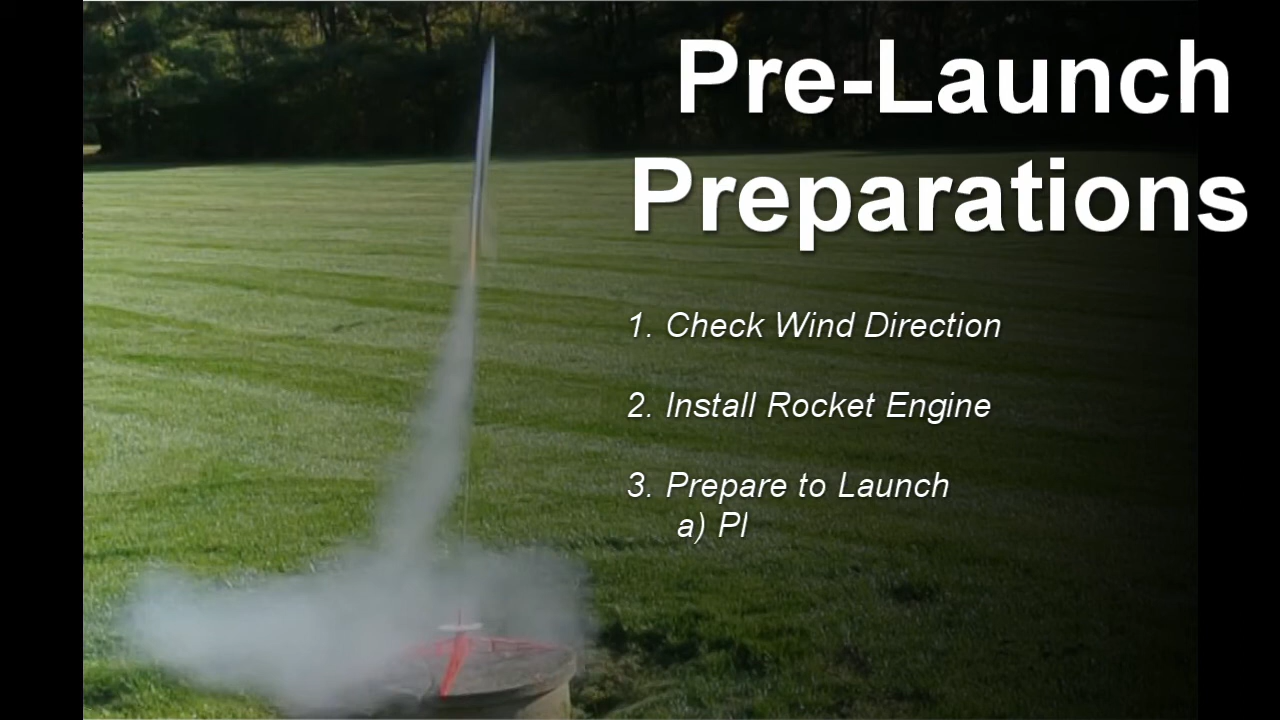 Pre-Launch
Preparations
1. Check Wind Direction
2. Install Rocket Engine
3. Prepare to Launch
a) Pl